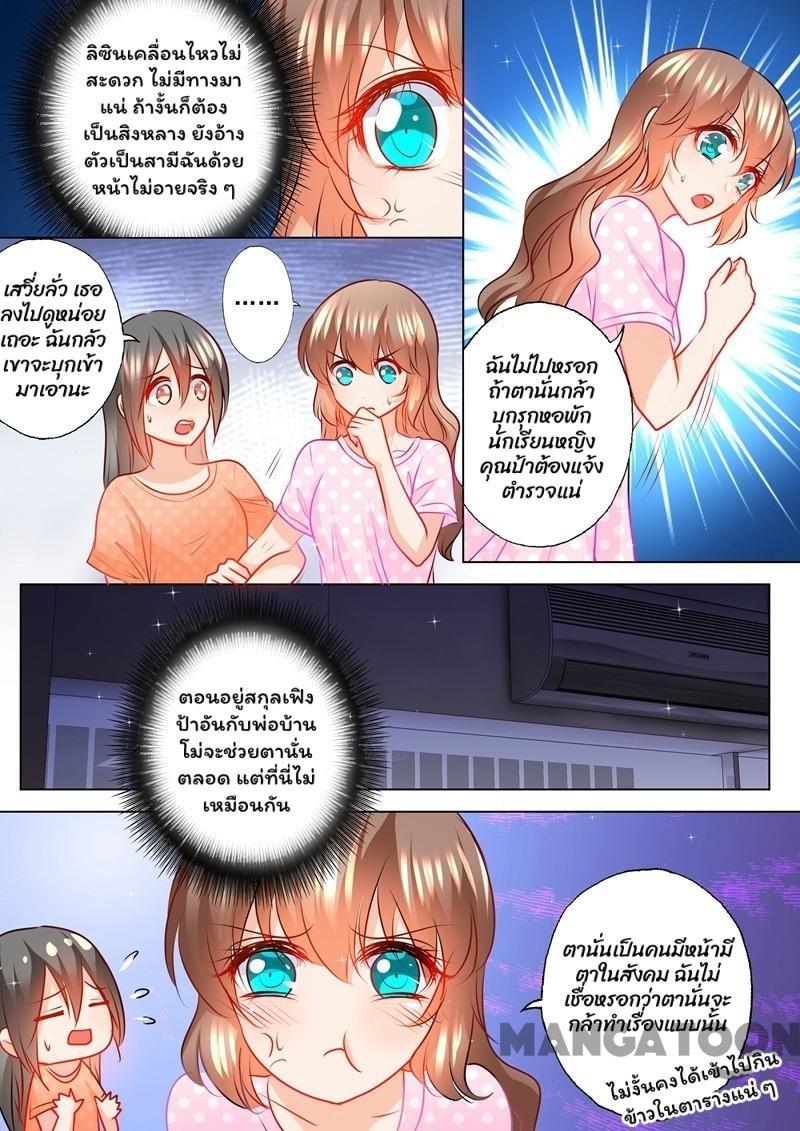 ลิซินเคลื่อนไหวไม่
สะดวก ไม่มีทางมา
แน่ ถ้างั้นก็ต้อง
เป็นสิงหลาง ยังอ้าง
ตัวเป็นสามีฉันด้วย
หน้าไม่อายจริง ๆ
เสวี่ยลั่ว เธอ
ลงไปดูหน่อย
เถอะ ฉันกลัว
เขาจะบุกเข้า
มาเอานะ
......
ฉันไม่ไปหรอก
ถ้าตานั่นกล้า
บุกรุกหอพัก
นักเรียนหญิง
คุณป้าต้องแจ้ง
ตำรวจแน่
ตอนอยู่สกุลเฟิง
ป้าอันกับพ่อบ้าน
โม่จะช่วยตานั่น
ตลอด แต่ที่นี่ไม่
เหมือนกัน
ตานั่นเป็นคนมีหน้ามี
ตาในสังคม ฉันไม่
เชื่อหรอกว่าตานั่นจะ
กล้าทำเรื่องแบบนั้น
MANGATOON
ไม่งั้นคงได้เข้าไปกิน
ข้าวในตารางแน่ ๆ